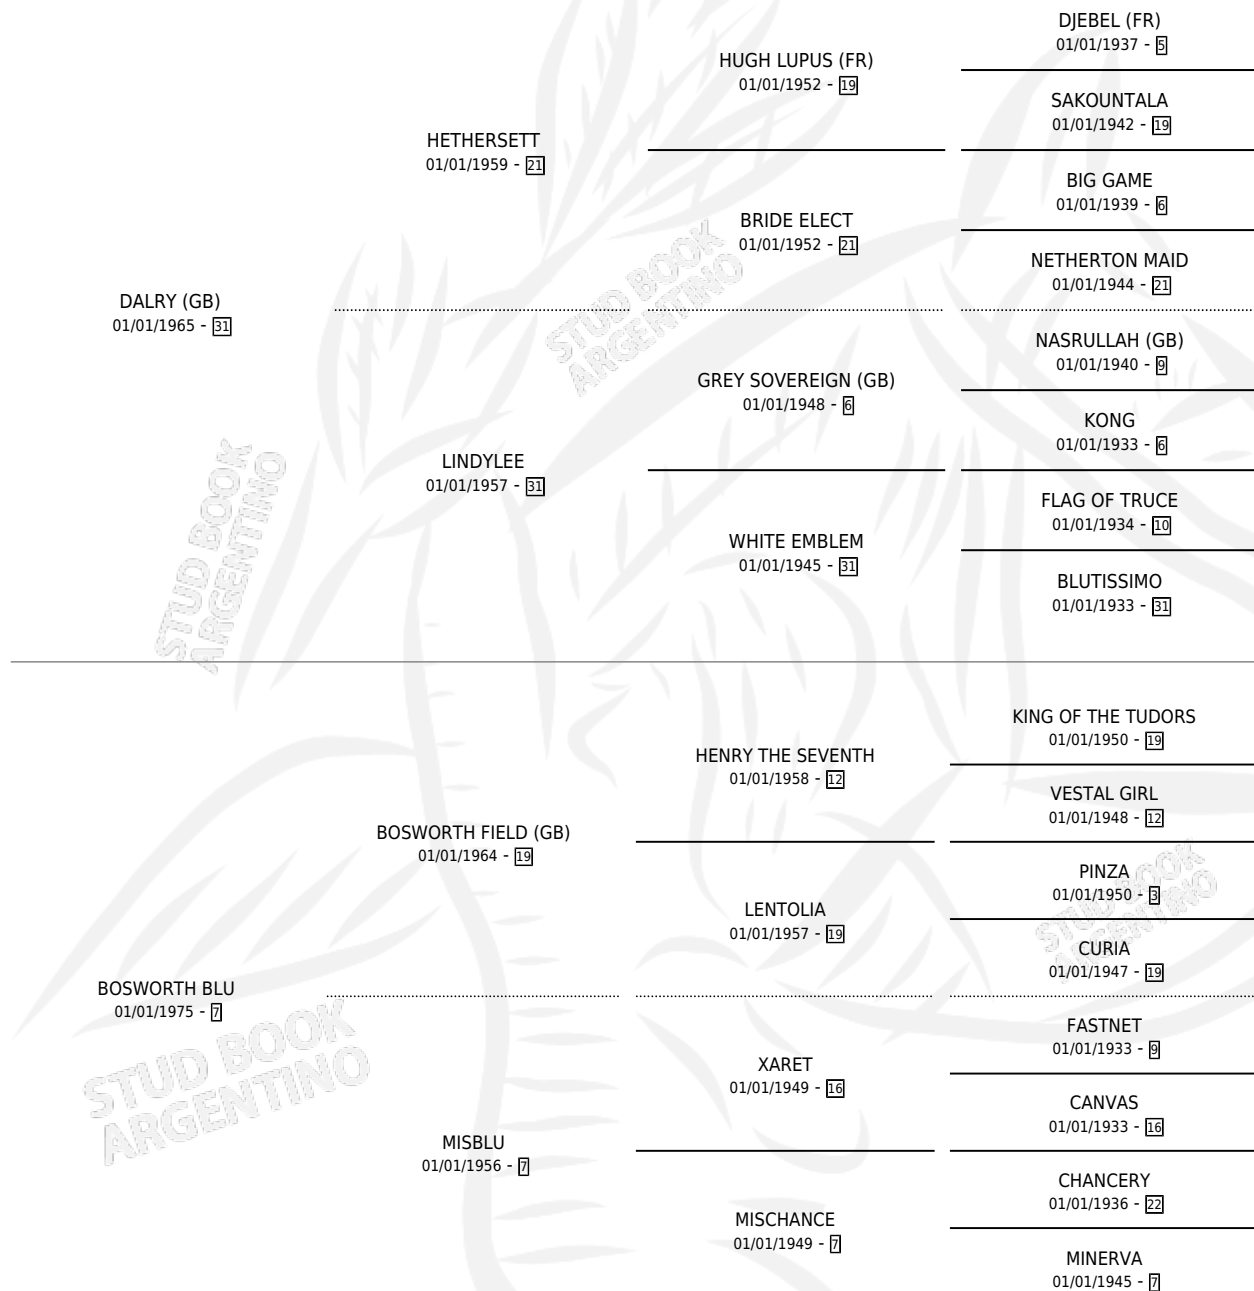 DJEBEL (FR)
01/01/1937 - 5
HUGH LUPUS (FR)
01/01/1952 - 19
SAKOUNTALA
01/01/1942 - 19
HETHERSETT
01/01/1959 - 21
BIG GAME
01/01/1939 - 6
BRIDE ELECT
01/01/1952 - 21
NETHERTON MAID
01/01/1944 - 21
DALRY (GB)
01/01/1965 - 31
STUD BOOK
ARGENTINO
NASRULLAH (GB)
01/01/1940 - 9
GREY SOVEREIGN (GB)
01/01/1948 - 6
KONG
01/01/1933 - 6
LINDYLEE
01/01/1957 - 31
FLAG OF TRUCE
01/01/1934 - 10
WHITE EMBLEM
01/01/1945 - 31
BLUTISSIMO
01/01/1933 - 31
STUD BOOK
ARGENTINO
KING OF THE TUDORS
01/01/1950 - 19
HENRY THE SEVENTH
01/01/1958 - 12
VESTAL GIRL
01/01/1948 - 12
BOSWORTH FIELD (GB)
01/01/1964 - 19
PINZA
01/01/1950 - 3
LENTOLIA
01/01/1957 - 19
CURIA
01/01/1947 - 19
STUD BOOK
ARGENTINO
BOSWORTH BLU
01/01/1975 - 7
FASTNET
01/01/1933 - 9
XARET
01/01/1949 - 16
CANVAS
01/01/1933 - 16
STUD BOOK
ARGENTINO
MISBLU
01/01/1956 - 7
CHANCERY
01/01/1936 - 22
MISCHANCE
01/01/1949 - 7
MINERVA
01/01/1945 - 7